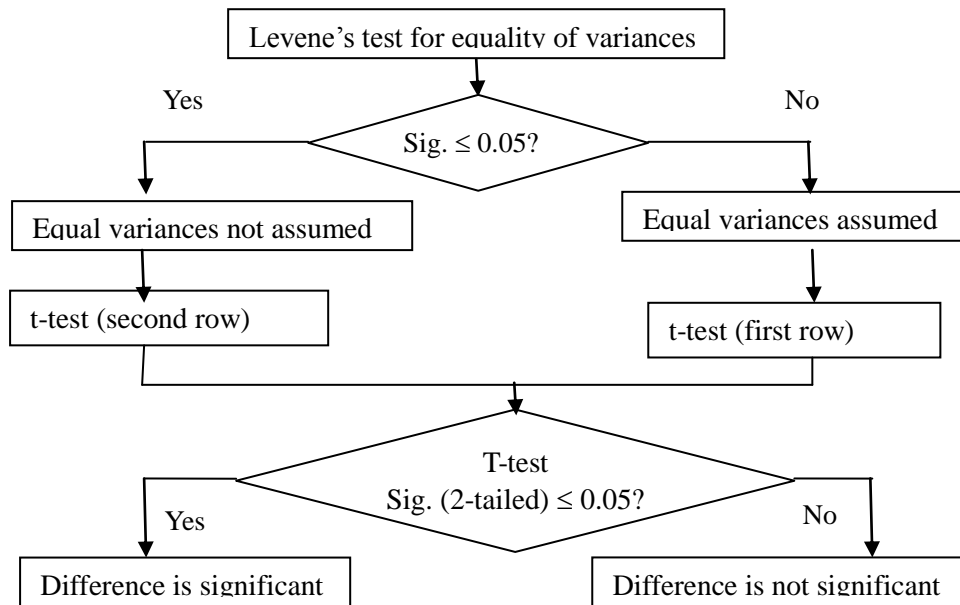 Levene’s test for equality of variances
Yes
No
Sig. ≤ 0.05?
Equal variances not assumed
Equal variances assumed
t-test (second row)
t-test (first row)
T-test
Sig. (2-tailed) ≤ 0.05?
Yes
No
Difference is significant
Difference is not significant